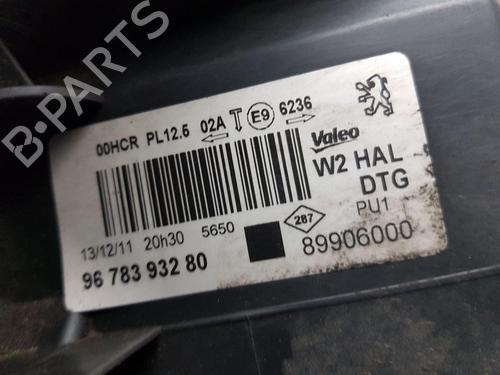 00HCR PL12.5 02A E9 6236
Valeo
W2 HAL
DTG
PU1
287
13/12/11 20h30 5650
89906000
96 783 932 80